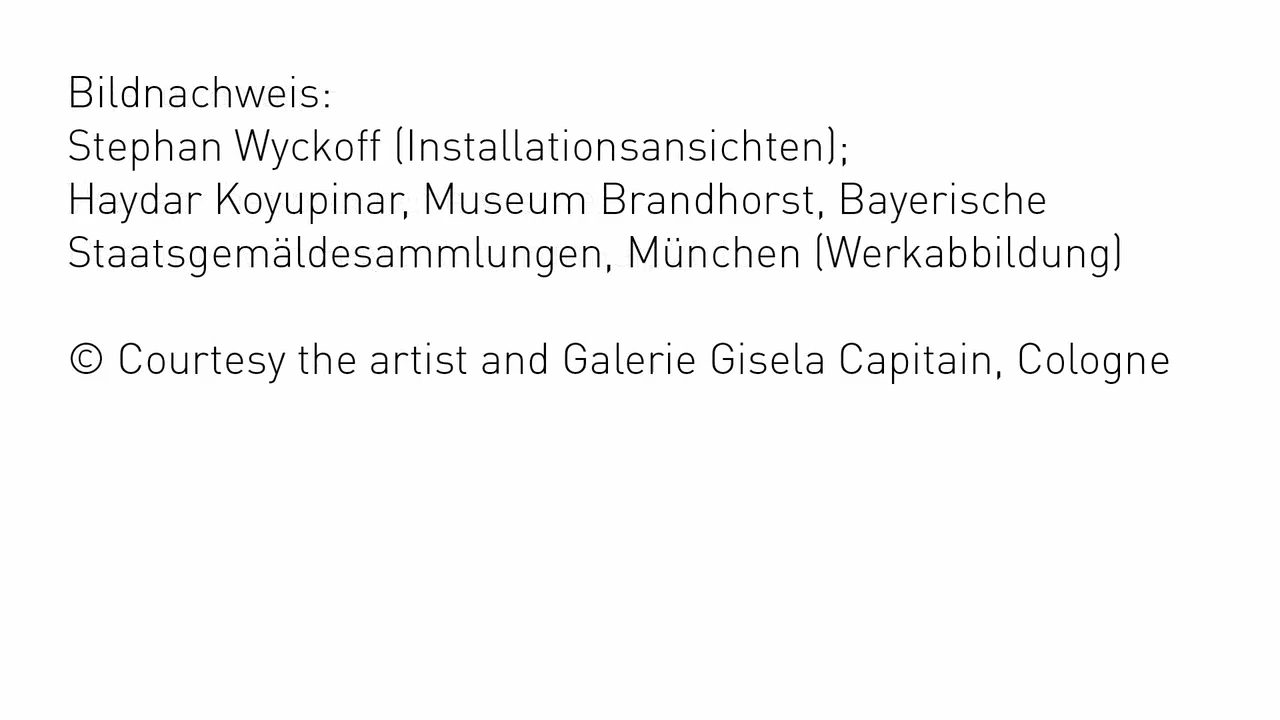 Bildnachweis:
Stephan Wyckoff (Installationsansichten);
Haydar Koyupinar, Museum Brandhorst, Bayerische
Staatsgemäldesammlungen, München (Werkabbildung)
© Courtesy the artist and Galerie Gisela Capitain, Cologne